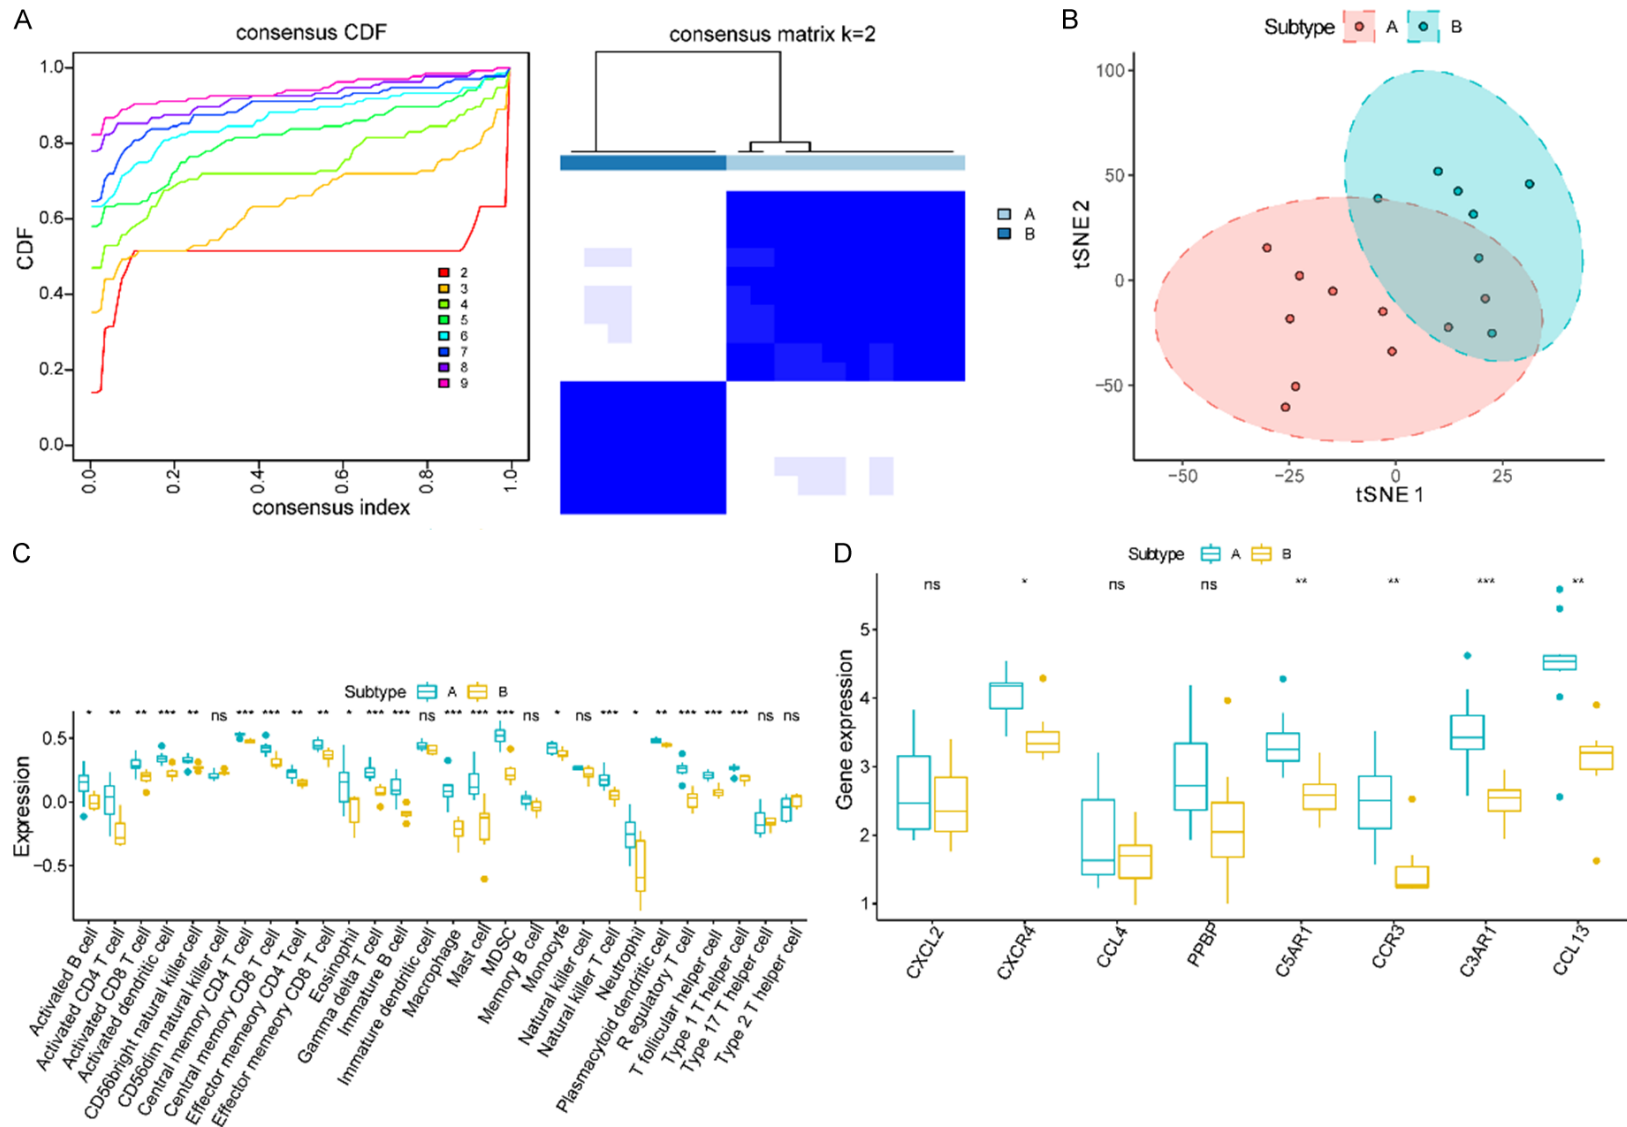 A
consensus CDF
1.0
0.8
0.6
0.4
0.2
0.0
CDF
2
3
4
5
6
7
8
9
0.0
0.2
0.4
0.6
0.8
1.0
consensus index
consensus matrix k=2
A
B
B
Subtype A B
100
50
0
−50
tSNE 2
−50
−25
0
25
tSNE 1
C
Subtype A B
* ** ** *** ** ns *** *** ** ** * *** *** ns *** *** *** ns * ns *** * ** *** *** *** ns ns
0.5
0.0
−0.5
Expression
Activated B cell
Activated CD4 T cell
Activated CD8 T cell
Activated dendritic cell
CD56bright natural killer cell
CD56dim natural killer cell
Central memory CD4 T cell
Central memory CD8 T cell
Effector memory CD4 Tcell
Effector memeory CD8 T cell
Eosinophil
Gamma delta T cell
Immature B cell
Immature dendritic cell
Macrophage
Mast cell
MDSC
Memory B cell
Monocyte
Natural killer cell
Natural killer T cell
Neutrophil
Plasmacytoid dendritic cell
R egulatory T cell
T follicular helper cell
Type 1 T helper cell
Type 17 T helper cell
Type 2 T helper cell
D
Subtype A B
ns * ns ns ** ** *** **
5
4
3
2
1
Gene expression
CXCL2
CXCR4
CCL4
PPBP
C5AR1
CCR3
C3AR1
CCL13